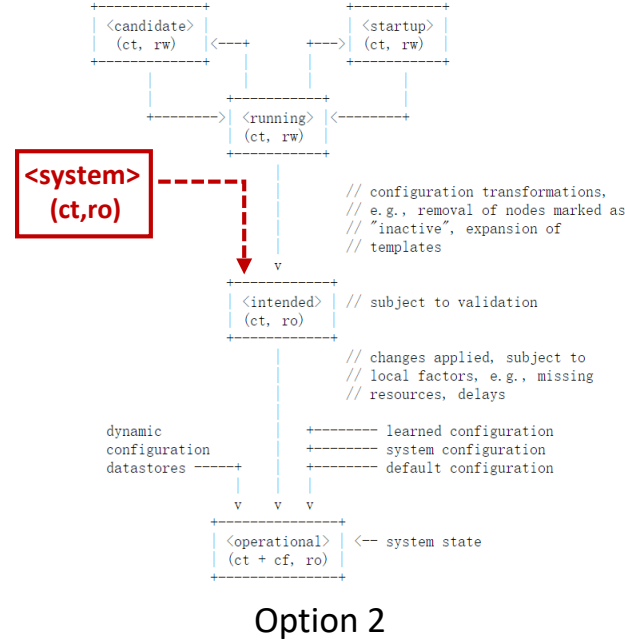 <candidate> <startup>
(ct, rw) <---+ +---> (ct, rw)
+--------> <running> <--------+
(ct, rw)
<system>
(ct,ro)
// configuration transformations,
// e.g., removal of nodes marked as
// "inactive", expansion of
// templates
v
<intended> // subject to validation
(ct, ro)
// changes applied, subject to
// local factors, e.g., missing
// resources, delays
dynamic +-------- learned configuration
configuration +-------- system configuration
datastores -----+ +-------- default configuration
v v v
<operational> <-- system state
(ct + cf, ro)
Option 2